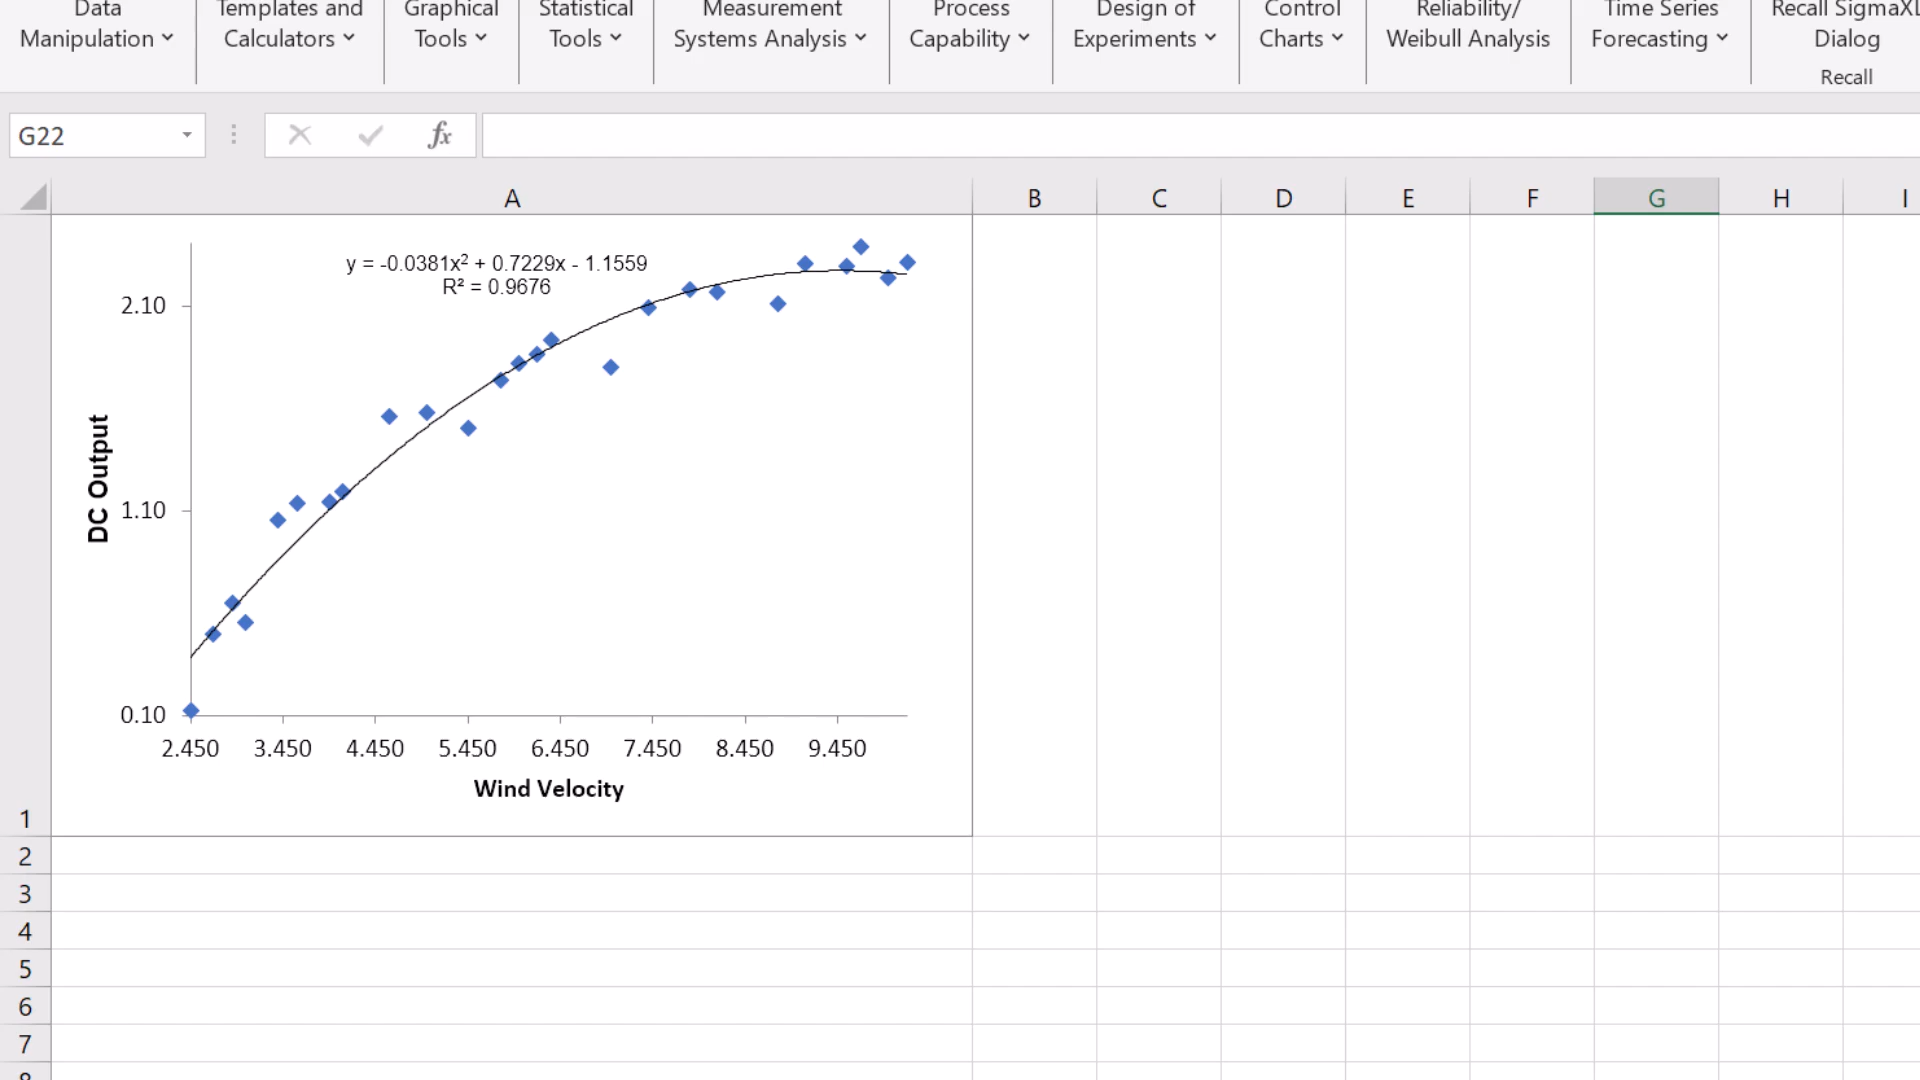 Data Templates and Graphical Statistical Measurement Process Design of Control Reliability/ Time Series Recall SigmaXL
Manipulation Calculators Tools Tools Systems Analysis Capability Experiments Charts Weibull Analysis Forecasting Dialog
Recall
G22 fx
A B C D E F G H I
y = -0.0381x² + 0.7229x - 1.1559
R² = 0.9676
2.10
DC Output
1.10
0.10
2.450 3.450 4.450 5.450 6.450 7.450 8.450 9.450
Wind Velocity
1
2
3
4
5
6
7
8